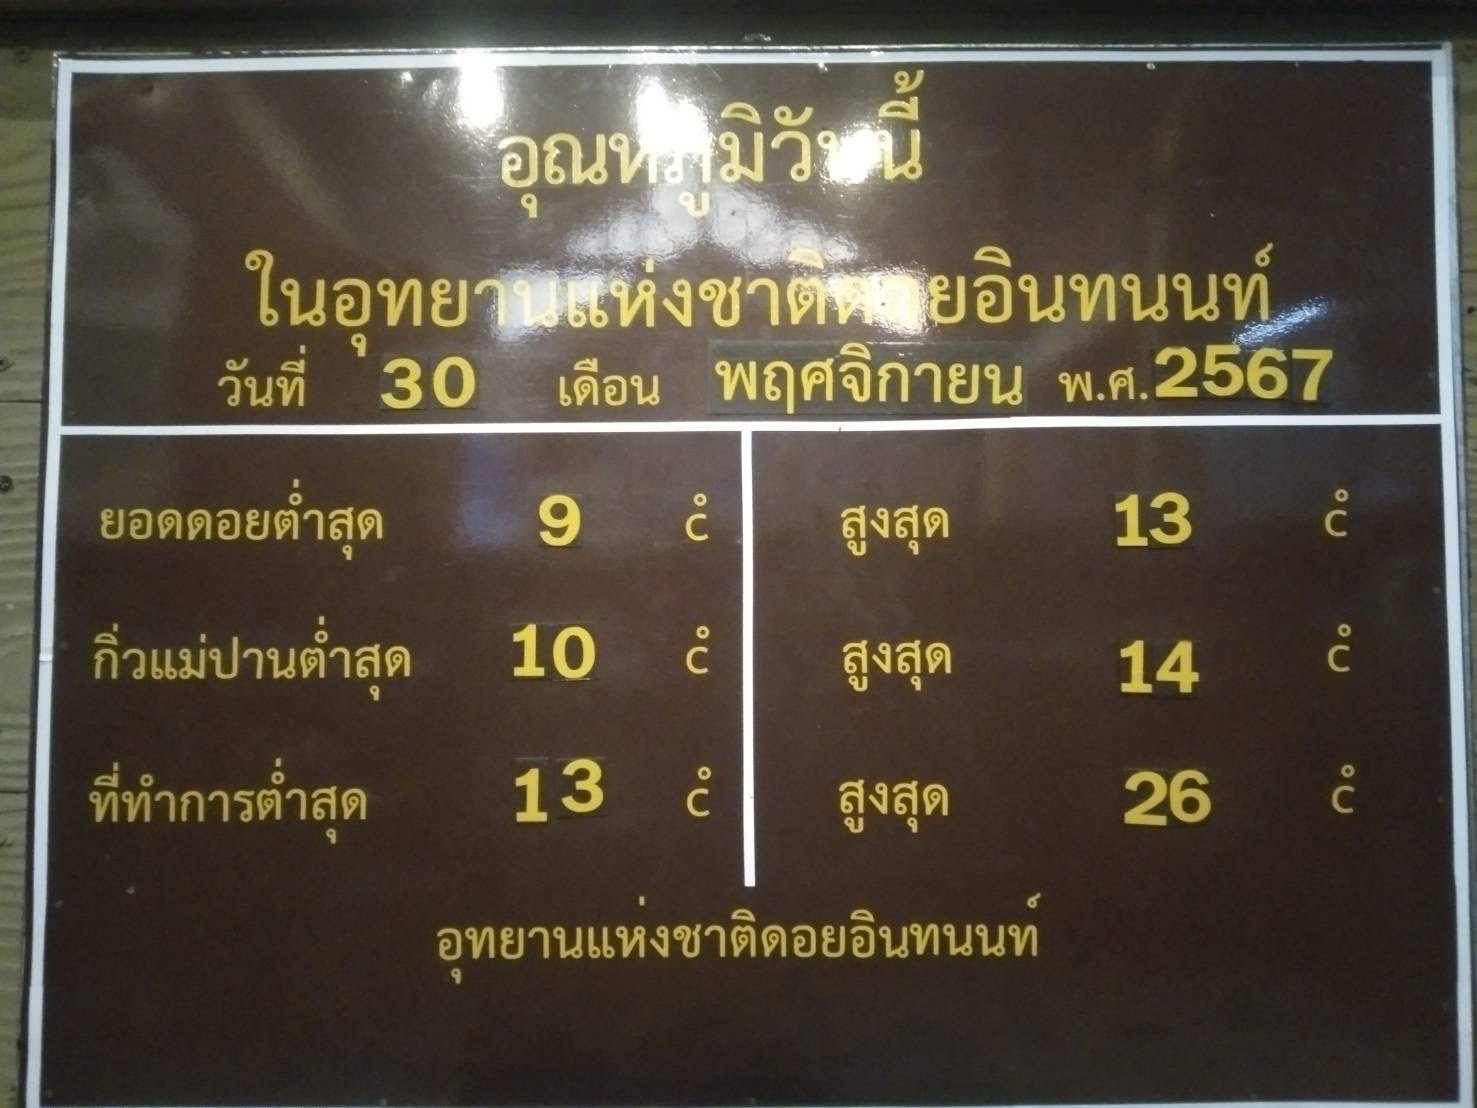 อุณหภูมิวันนี้
ในอุทยานแห่งชาติดอยอินทนนท์
วันที่ 30 เดือน พฤศจิกายน พ.ศ. 2567
ยอดดอยต่ำสุด 9 c̊ สูงสุด 13 c̊
กิ่วแม่ปานต่ำสุด 10 c̊ สูงสุด 14 c̊
ที่ทำการต่ำสุด 13 c̊ สูงสุด 26 c̊
อุทยานแห่งชาติดอยอินทนนท์